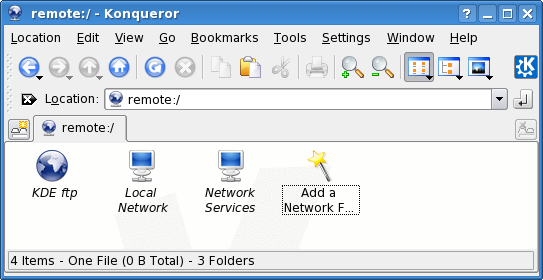 remote:/ - Konqueror
Location Edit View Go Bookmarks Tools Settings Window Help
Location: remote:/
remote:/
KDE ftp
Local
Network
Network
Services
Add a
Network F...
4 Items - One File (0 B Total) - 3 Folders